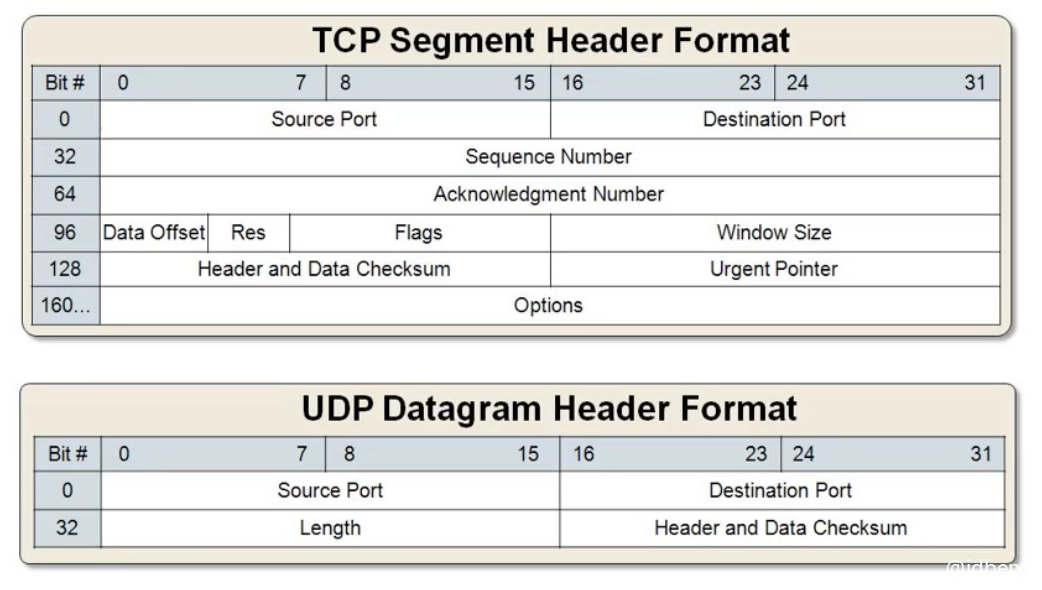 TCP Segment Header Format
Bit # 0 7 8 15 16 23 24 31
0 Source Port Destination Port
32 Sequence Number
64 Acknowledgment Number
96 Data Offset Res Flags Window Size
128 Header and Data Checksum Urgent Pointer
160... Options
UDP Datagram Header Format
Bit # 0 7 8 15 16 23 24 31
0 Source Port Destination Port
32 Length Header and Data Checksum